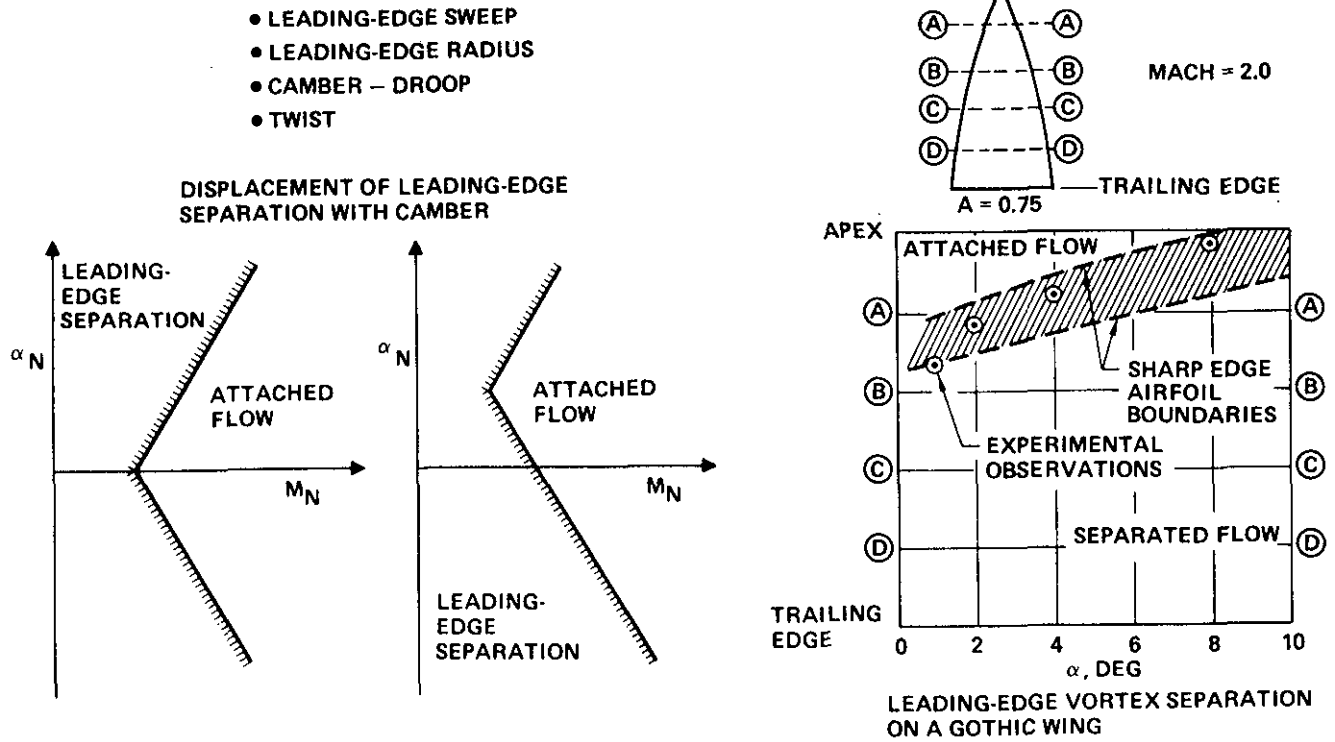 • LEADING-EDGE SWEEP
• LEADING-EDGE RADIUS
• CAMBER – DROOP
• TWIST
DISPLACEMENT OF LEADING-EDGE
SEPARATION WITH CAMBER
LEADING-
EDGE
SEPARATION
α N
ATTACHED
FLOW
M N
α N
ATTACHED
FLOW
M N
LEADING-
EDGE
SEPARATION
A A
B B
C C
D D
MACH = 2.0
TRAILING EDGE
A = 0.75
APEX
ATTACHED FLOW
A A
B B
C C
D D
SHARP EDGE
AIRFOIL
BOUNDARIES
EXPERIMENTAL
OBSERVATIONS
SEPARATED FLOW
TRAILING
EDGE
0 2 4 6 8 10
α, DEG
LEADING-EDGE VORTEX SEPARATION
ON A GOTHIC WING